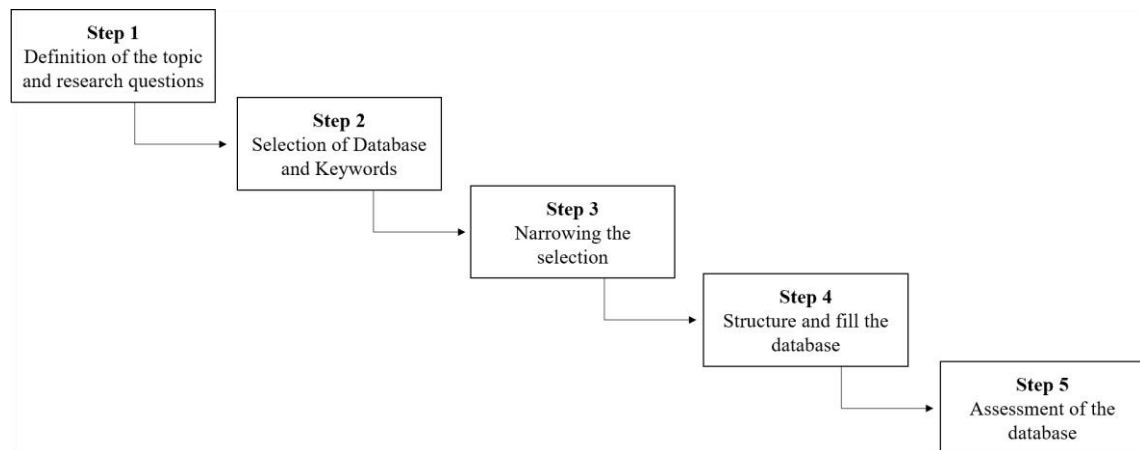 Step 1
Definition of the topic
and research questions
Step 2
Selection of Database
and Keywords
Step 3
Narrowing the
selection
Step 4
Structure and fill the
database
Step 5
Assessment of the
database